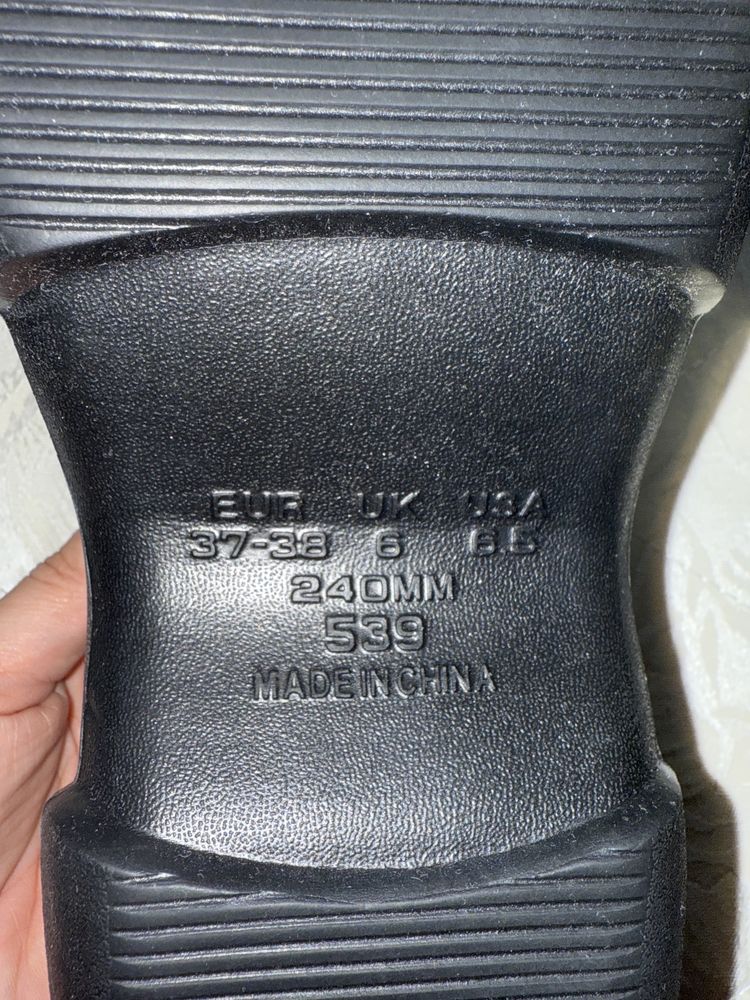 EUR UK USA
37-38 6 6.5
240MM
539
MADE IN CHINA